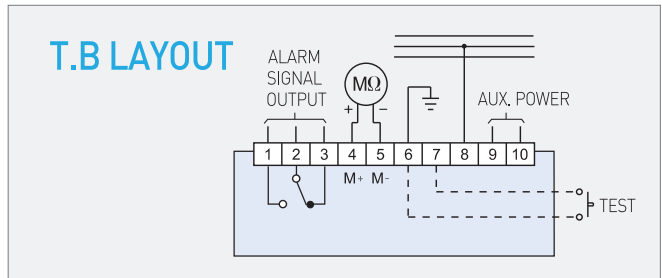 T.B LAYOUT
ALARM
SIGNAL
OUTPUT
MΩ
+ −
AUX. POWER
1 2 3 4 5 6 7 8 9 10
M+ M-
TEST